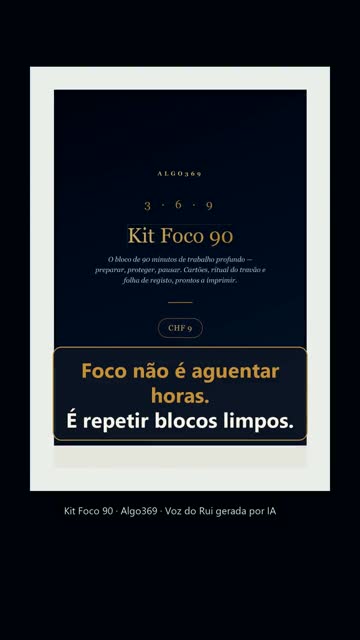 ALGO369
3 · 6 · 9
Kit Foco 90
O bloco de 90 minutos de trabalho profundo —
preparar, proteger, pausar. Cartões, ritual do travão e
folha de registo, prontos a imprimir.
CHF 9
Foco não é aguentar
horas.
É repetir blocos limpos.
Kit Foco 90 · Algo369 · Voz do Rui gerada por IA